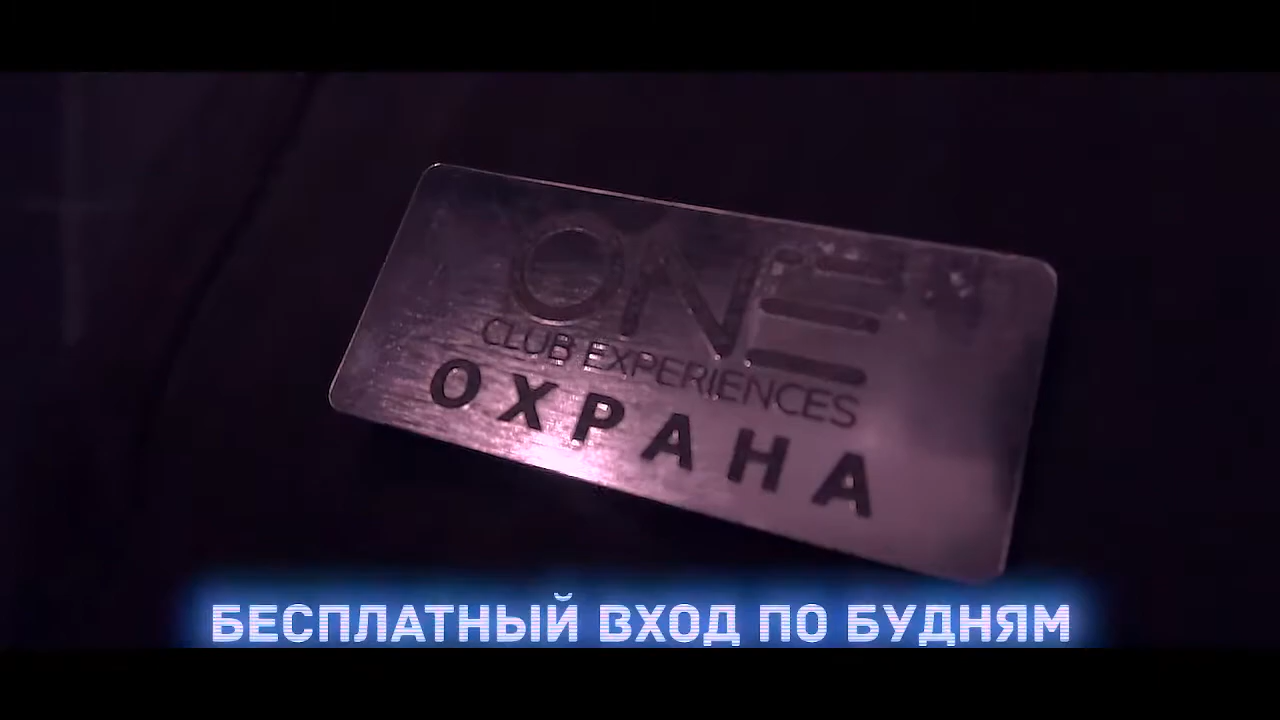 ONE
CLUB EXPERIENCES
ОХРАНА
БЕСПЛАТНЫЙ ВХОД ПО БУДНЯМ